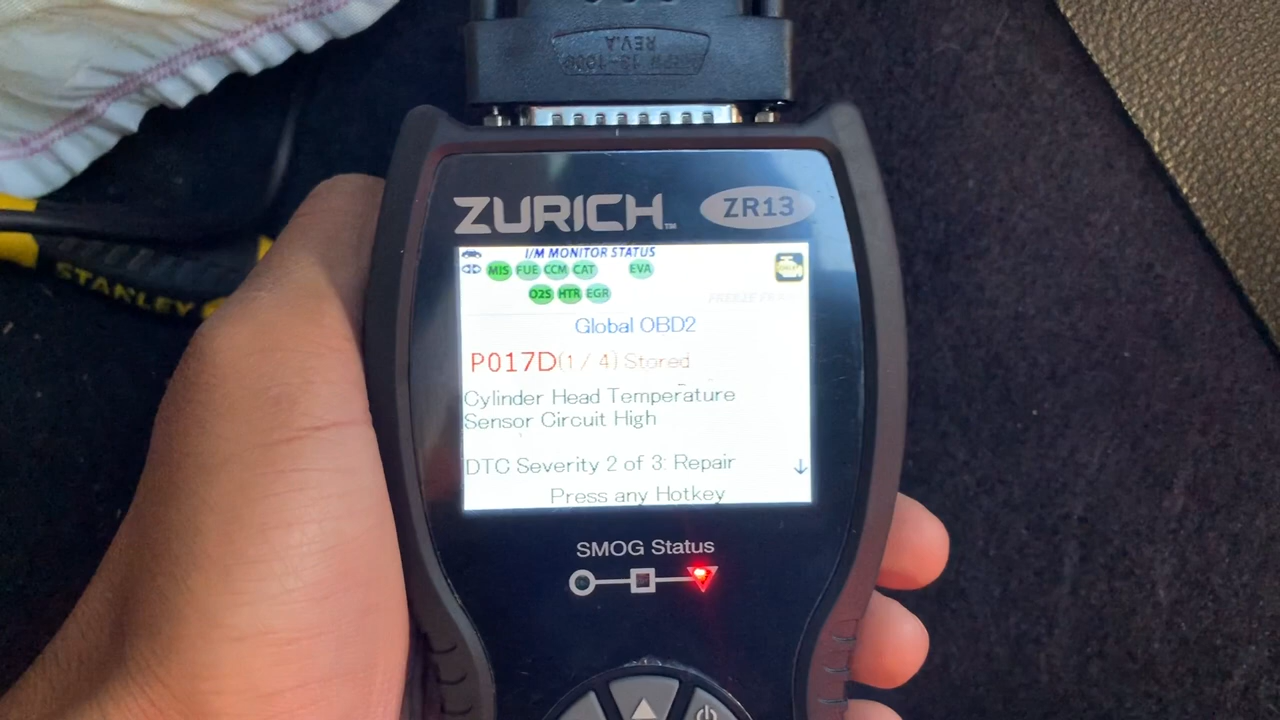 REV.A
ZURICH™ ZR13
I/M MONITOR STATUS
MIS FUE CCM CAT EVA
O2S HTR EGR
Global OBD2
P017D(1 / 4) Stored
Cylinder Head Temperature
Sensor Circuit High
DTC Severity 2 of 3: Repair
Press any Hotkey
SMOG Status
STANLEY